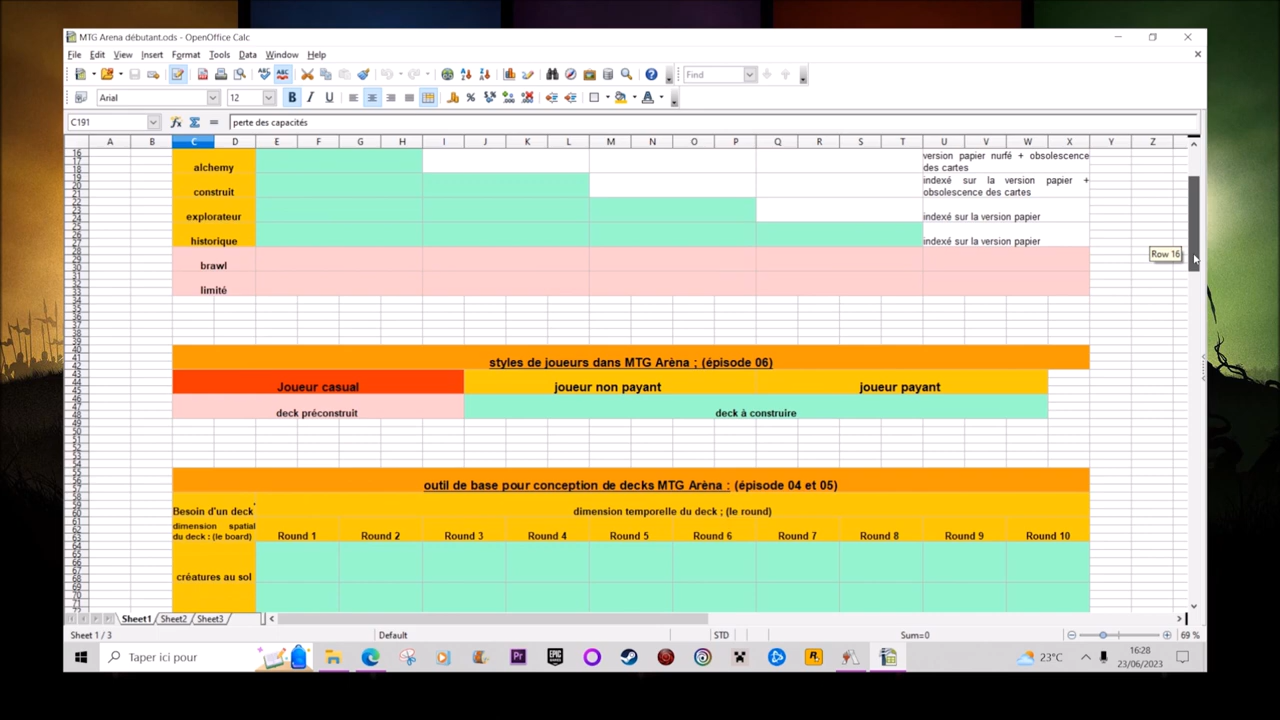 MTG Arena débutant.ods - OpenOffice Calc
File Edit View Insert Format Tools Data Window Help
Find
Arial 12
C191 perte des capacités
A B C D E F G H I J K L M N O P Q R S T U V W X Y Z
version papier nurfé + obsolescence
alchemy des cartes
indexé sur la version papier +
construit obsolescence des cartes
explorateur indexé sur la version papier
historique indexé sur la version papier
Row 16
brawl
limité
styles de joueurs dans MTG Arèna ; (épisode 06)
Joueur casual joueur non payant joueur payant
deck préconstruit deck à construire
outil de base pour conception de decks MTG Arèna : (épisode 04 et 05)
Besoin d'un deck dimension temporelle du deck ; (le round)
dimension spatial
du deck : (le board) Round 1 Round 2 Round 3 Round 4 Round 5 Round 6 Round 7 Round 8 Round 9 Round 10
créatures au sol
Sheet1 Sheet2 Sheet3
Sheet 1 / 3 Default STD Sum=0 69 %
Taper ici pour 23°C 16:28
23/06/2023